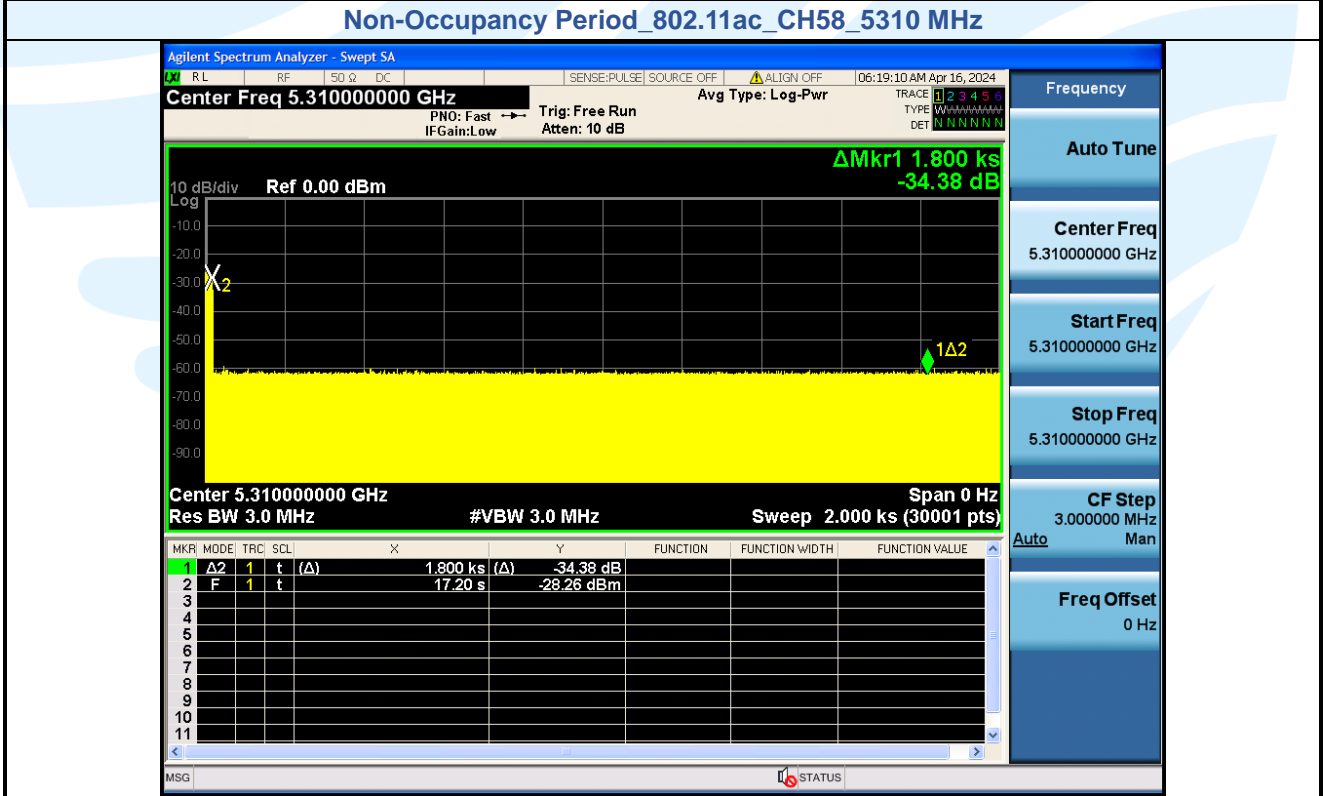 Non-Occupancy Period_802.11ac_CH58_5310 MHz
Agilent Spectrum Analyzer - Swept SA
LXI RL RF 50 Ω DC SENSE:PULSE SOURCE OFF ALIGN OFF 06:19:10 AM Apr 16, 2024
Center Freq 5.310000000 GHz Avg Type: Log-Pwr TRACE 1 2 3 4 5 6
PNO: Fast Trig: Free Run TYPE WWWWWW
IFGain:Low Atten: 10 dB DET N N N N N N
ΔMkr1 1.800 ks
10 dB/div Ref 0.00 dBm -34.38 dB
Log
-10.0
-20.0
-30.0
2
-40.0
-50.0
1Δ2
-60.0
-70.0
-80.0
-90.0
Center 5.310000000 GHz Span 0 Hz
Res BW 3.0 MHz #VBW 3.0 MHz Sweep 2.000 ks (30001 pts)
MKR MODE TRC SCL X Y FUNCTION FUNCTION WIDTH FUNCTION VALUE
1 Δ2 1 t (Δ) 1.800 ks (Δ) -34.38 dB
2 F 1 t 17.20 s -28.26 dBm
3
4
5
6
7
8
9
10
11
MSG STATUS
Frequency
Auto Tune
Center Freq
5.310000000 GHz
Start Freq
5.310000000 GHz
Stop Freq
5.310000000 GHz
CF Step
3.000000 MHz
Auto Man
Freq Offset
0 Hz